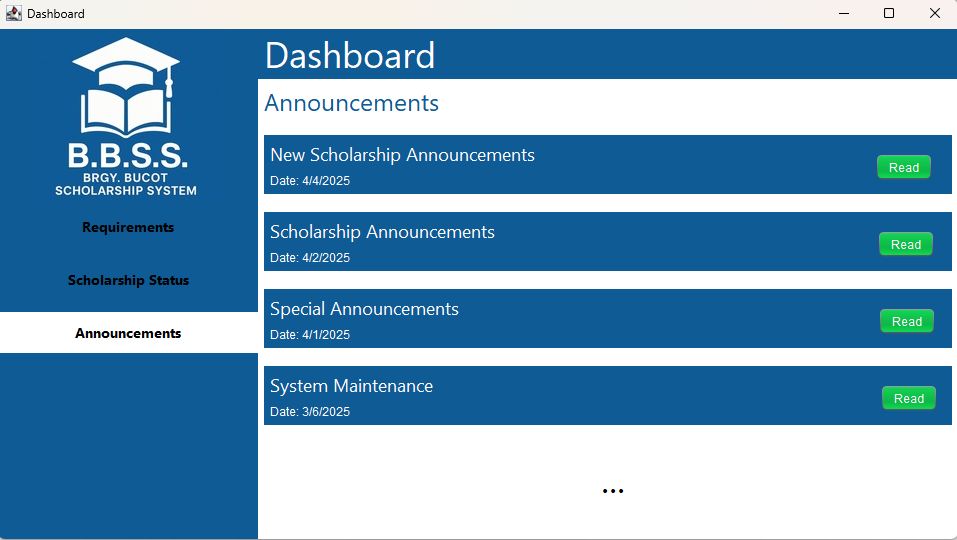 Dashboard
Dashboard
B.B.S.S.
BRGY. BUCOT
SCHOLARSHIP SYSTEM
Requirements
Scholarship Status
Announcements
Announcements
New Scholarship Announcements
Date: 4/4/2025
Read
Scholarship Announcements
Date: 4/2/2025
Read
Special Announcements
Date: 4/1/2025
Read
System Maintenance
Date: 3/6/2025
Read
...